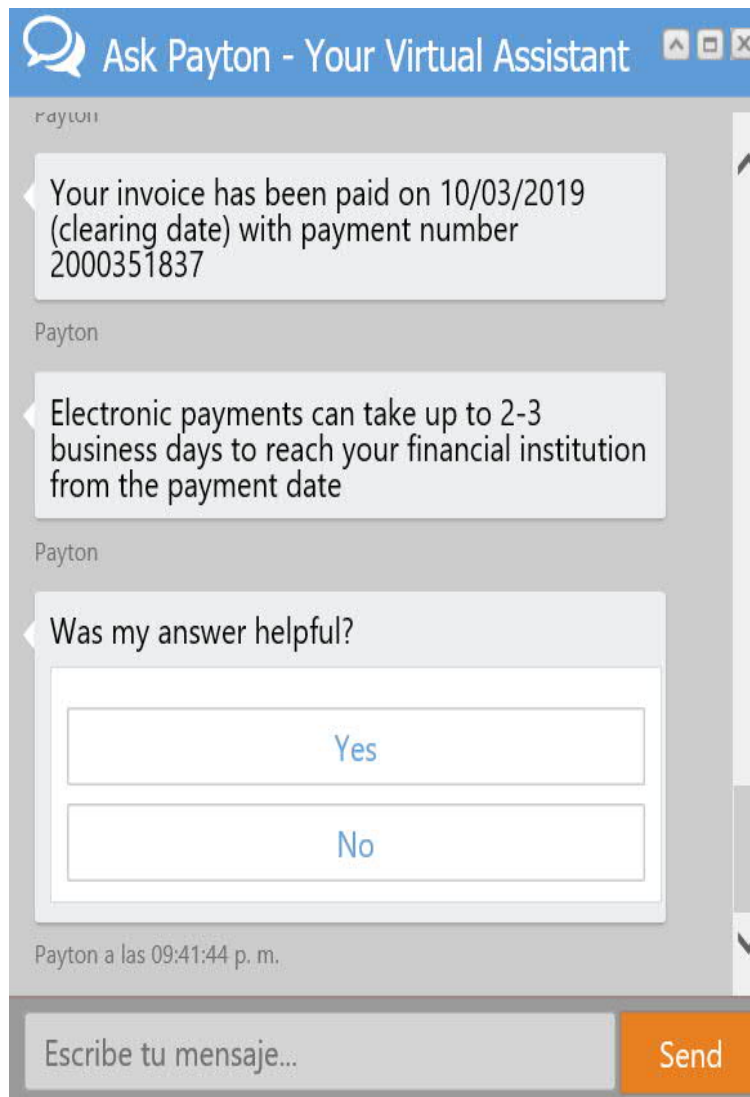 Ask Payton - Your Virtual Assistant
Payton
Your invoice has been paid on 10/03/2019
(clearing date) with payment number
2000351837
Payton
Electronic payments can take up to 2-3
business days to reach your financial institution
from the payment date
Payton
Was my answer helpful?
Yes
No
Payton a las 09:41:44 p. m.
Escribe tu mensaje...
Send